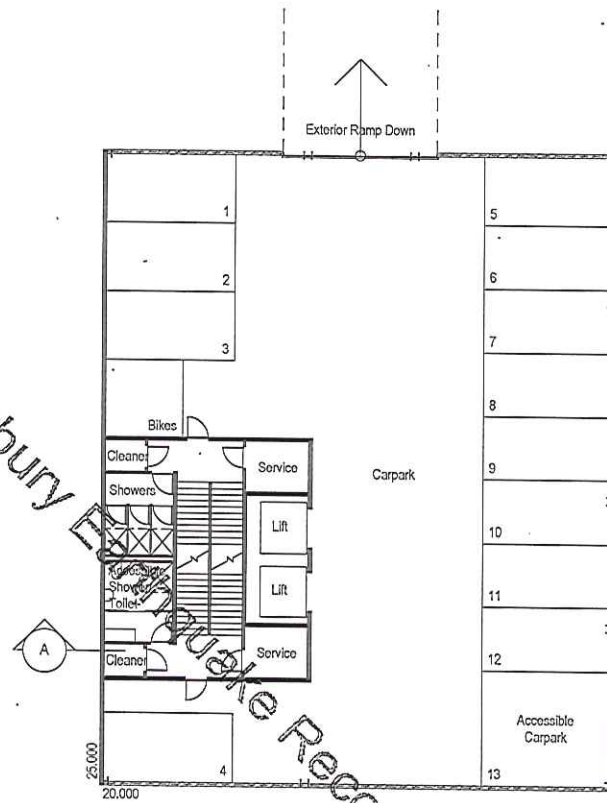 Exterior Ramp Down
1
5
2
6
3
7
8
Bikes
Cleaner
Service
Carpark
9
Showers
Lift
10
Accessible
Shower
Toilet
Lift
11
A
Cleaner
Service
12
Accessible
Carpark
25.000
4
13
20.000
bury Earthquake Reco